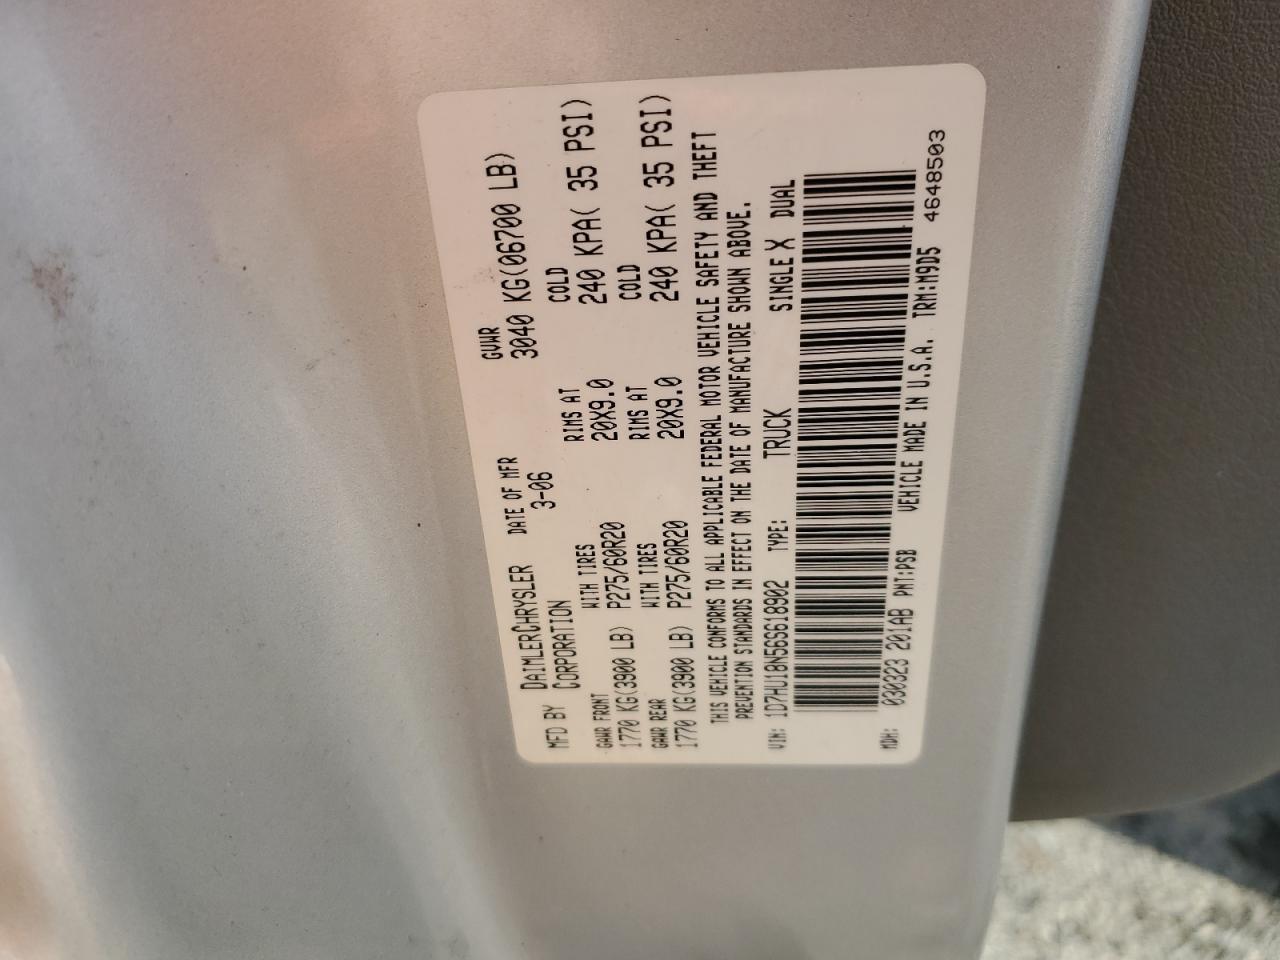 MFD BY DAIMLERCHRYSLER CORPORATION DATE OF MFR 3-06 GVWR 3040 KG(06700 LB)
GAWR FRONT WITH TIRES RIMS AT COLD
1770 KG(3900 LB) P275/60R20 20X9.0 240 KPA( 35 PSI)
GAWR REAR WITH TIRES RIMS AT COLD
1770 KG(3900 LB) P275/60R20 20X9.0 240 KPA( 35 PSI)
THIS VEHICLE CONFORMS TO ALL APPLICABLE FEDERAL MOTOR VEHICLE SAFETY AND THEFT
PREVENTION STANDARDS IN EFFECT ON THE DATE OF MANUFACTURE SHOWN ABOVE.
VIN: 1D7HU18N56S618902 TYPE: TRUCK SINGLE X DUAL
MDH: 030323 201AB PNT:PSB VEHICLE MADE IN U.S.A. TRM:M9D5 4648503